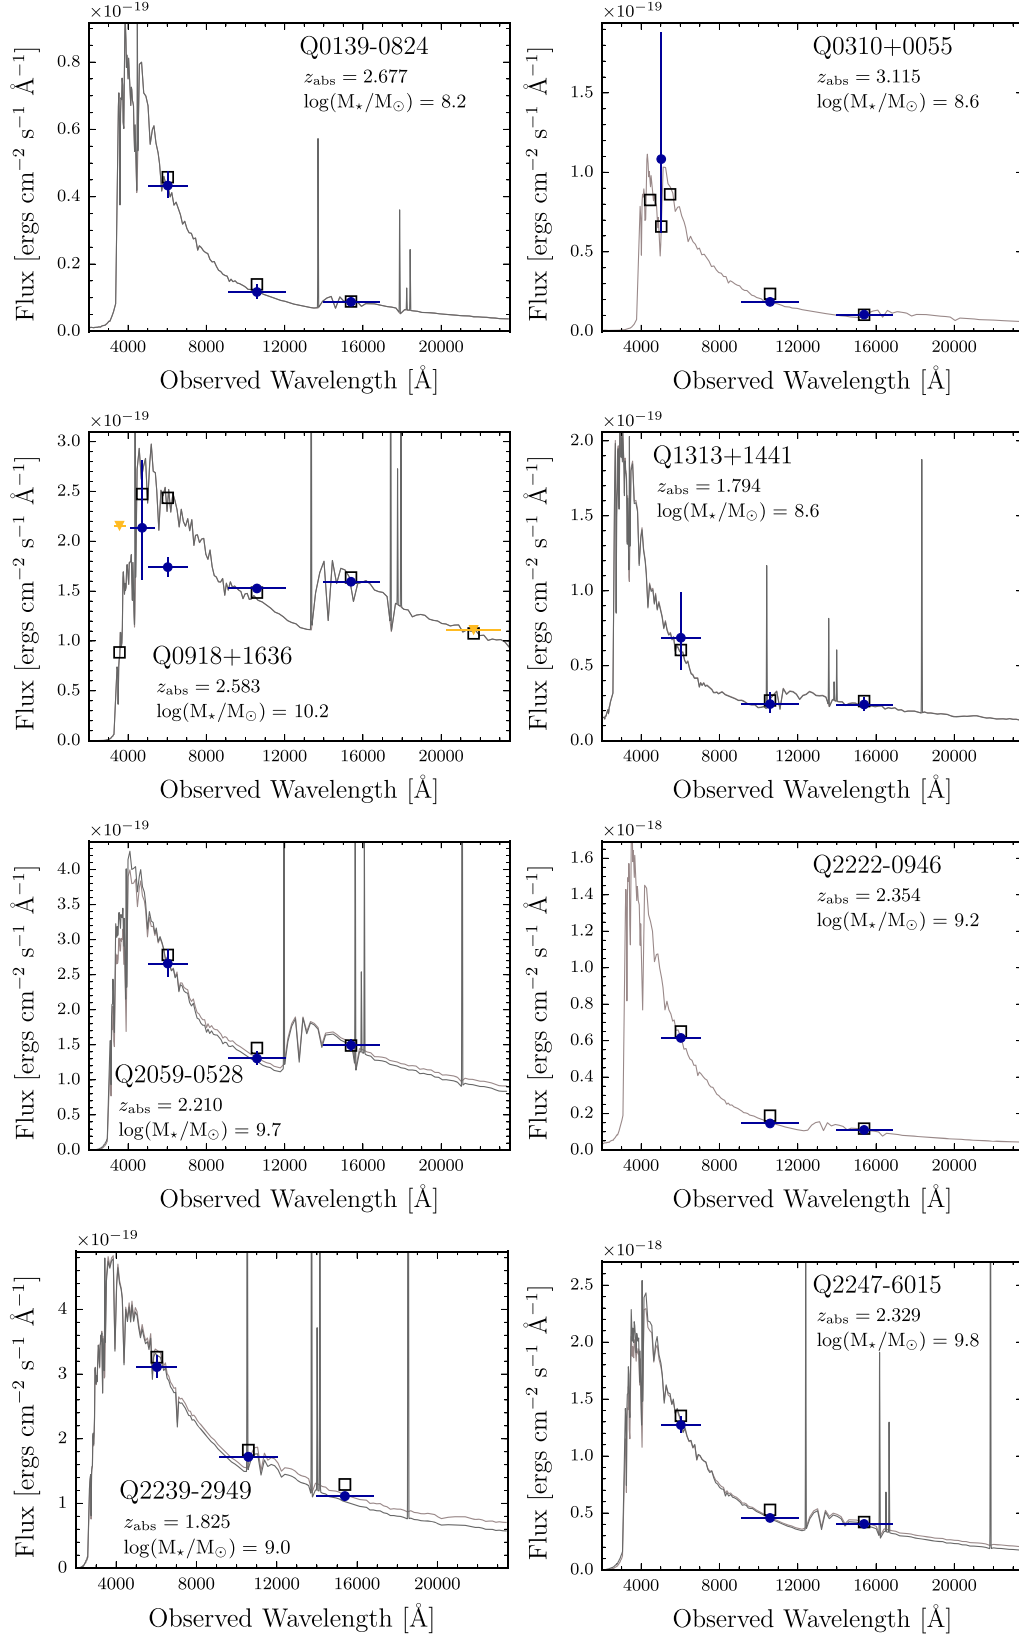 ×10⁻¹⁹
Q0139-0824
z_abs = 2.677
log(M⋆/M⊙) = 8.2
0.8
0.6
0.4
0.2
0.0
4000 8000 12000 16000 20000
Observed Wavelength [Å]
Flux [ergs cm⁻² s⁻¹ Å⁻¹]
×10⁻¹⁹
Q0310+0055
z_abs = 3.115
log(M⋆/M⊙) = 8.6
1.5
1.0
0.5
0.0
4000 8000 12000 16000 20000
Observed Wavelength [Å]
Flux [ergs cm⁻² s⁻¹ Å⁻¹]
×10⁻¹⁹
3.0
2.5
2.0
1.5
1.0
0.5
0.0
Q0918+1636
z_abs = 2.583
log(M⋆/M⊙) = 10.2
4000 8000 12000 16000 20000
Observed Wavelength [Å]
Flux [ergs cm⁻² s⁻¹ Å⁻¹]
×10⁻¹⁹
Q1313+1441
z_abs = 1.794
log(M⋆/M⊙) = 8.6
2.0
1.5
1.0
0.5
0.0
4000 8000 12000 16000 20000
Observed Wavelength [Å]
Flux [ergs cm⁻² s⁻¹ Å⁻¹]
×10⁻¹⁹
4.0
3.5
3.0
2.5
2.0
1.5
1.0
0.5
0.0
Q2059-0528
z_abs = 2.210
log(M⋆/M⊙) = 9.7
4000 8000 12000 16000 20000
Observed Wavelength [Å]
Flux [ergs cm⁻² s⁻¹ Å⁻¹]
×10⁻¹⁸
Q2222-0946
z_abs = 2.354
log(M⋆/M⊙) = 9.2
1.6
1.4
1.2
1.0
0.8
0.6
0.4
0.2
0.0
4000 8000 12000 16000 20000
Observed Wavelength [Å]
Flux [ergs cm⁻² s⁻¹ Å⁻¹]
×10⁻¹⁹
4
3
2
1
0
Q2239-2949
z_abs = 1.825
log(M⋆/M⊙) = 9.0
4000 8000 12000 16000 20000
Observed Wavelength [Å]
Flux [ergs cm⁻² s⁻¹ Å⁻¹]
×10⁻¹⁸
Q2247-6015
z_abs = 2.329
log(M⋆/M⊙) = 9.8
2.5
2.0
1.5
1.0
0.5
0.0
4000 8000 12000 16000 20000
Observed Wavelength [Å]
Flux [ergs cm⁻² s⁻¹ Å⁻¹]